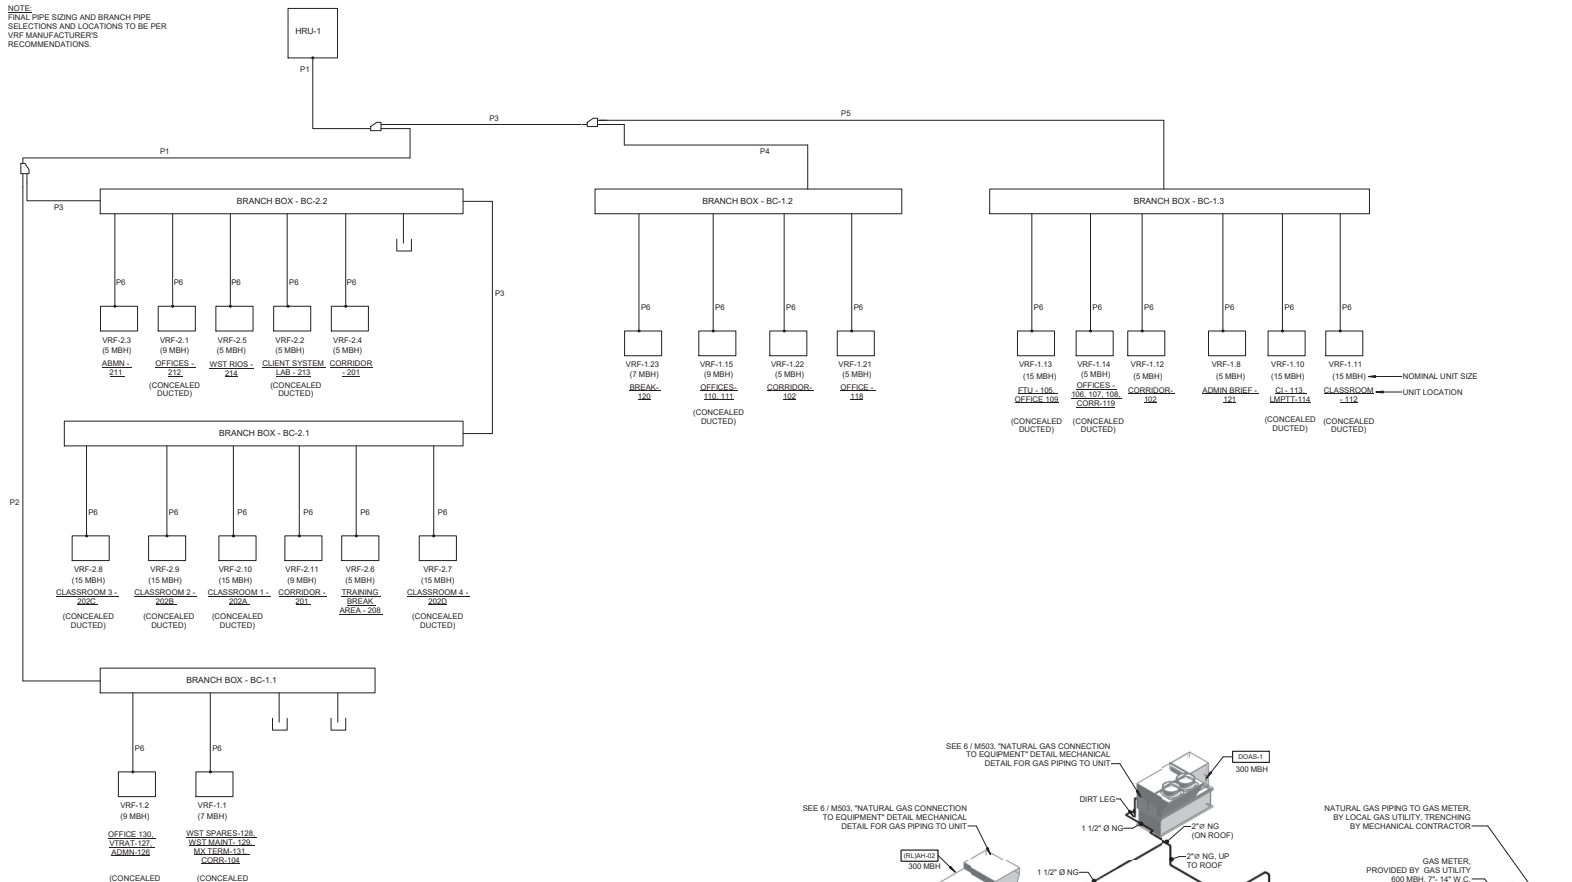 NOTE:
FINAL PIPE SIZING AND BRANCH PIPE
SELECTIONS AND LOCATIONS TO BE PER
VRF MANUFACTURER'S
RECOMMENDATIONS.
HRU-1
P1
P3
P5
P1
P4
P3
BRANCH BOX - BC-2.2
BRANCH BOX - BC-1.2
BRANCH BOX - BC-1.3
P6
P6
P6
P6
P6
P3
VRF-2.3
(5 MBH)
ABMN -
211
VRF-2.1
(9 MBH)
OFFICES -
212
(CONCEALED
DUCTED)
VRF-2.5
(5 MBH)
WST RIOS -
214
VRF-2.2
(5 MBH)
CLIENT SYSTEM
LAB - 213
(CONCEALED
DUCTED)
VRF-2.4
(5 MBH)
CORRIDOR
- 201
P6
P6
P6
P6
VRF-1.23
(7 MBH)
BREAK-
120
VRF-1.15
(9 MBH)
OFFICES-
110, 111
(CONCEALED
DUCTED)
VRF-1.22
(5 MBH)
CORRIDOR-
102
VRF-1.21
(5 MBH)
OFFICE -
118
P6
P6
P6
P6
P6
P6
VRF-1.13
(15 MBH)
FTU - 105,
OFFICE 109
(CONCEALED
DUCTED)
VRF-1.14
(5 MBH)
OFFICES -
106, 107, 108,
CORR-119
(CONCEALED
DUCTED)
VRF-1.12
(5 MBH)
CORRIDOR-
102
VRF-1.8
(5 MBH)
ADMIN BRIEF -
121
VRF-1.10
(15 MBH)
CI - 113,
LMPTT-114
(CONCEALED
DUCTED)
VRF-1.11
(15 MBH)
CLASSROOM
- 112
(CONCEALED
DUCTED)
NOMINAL UNIT SIZE
UNIT LOCATION
BRANCH BOX - BC-2.1
P2
P6
P6
P6
P6
P6
P6
VRF-2.8
(15 MBH)
CLASSROOM 3 -
202C
(CONCEALED
DUCTED)
VRF-2.9
(15 MBH)
CLASSROOM 2 -
202B
(CONCEALED
DUCTED)
VRF-2.10
(15 MBH)
CLASSROOM 1 -
202A
(CONCEALED
DUCTED)
VRF-2.11
(9 MBH)
CORRIDOR -
201
VRF-2.6
(5 MBH)
TRAINING
BREAK
AREA - 208
VRF-2.7
(15 MBH)
CLASSROOM 4 -
202D
(CONCEALED
DUCTED)
BRANCH BOX - BC-1.1
P6
P6
VRF-1.2
(9 MBH)
OFFICE 130,
VTRAT-127,
ADMN-126
(CONCEALED
VRF-1.1
(7 MBH)
WST SPARES-128,
WST MAINT- 129,
MX TERM-131,
CORR-104
(CONCEALED
SEE 6 / M503, "NATURAL GAS CONNECTION
TO EQUIPMENT" DETAIL MECHANICAL
DETAIL FOR GAS PIPING TO UNIT
DOAS-1
300 MBH
DIRT LEG
1 1/2" Ø NG
2"Ø NG
(ON ROOF)
2"Ø NG, UP
TO ROOF
SEE 6 / M503, "NATURAL GAS CONNECTION
TO EQUIPMENT" DETAIL MECHANICAL
DETAIL FOR GAS PIPING TO UNIT
(RL)AH-02
300 MBH
1 1/2" Ø NG
NATURAL GAS PIPING TO GAS METER,
BY LOCAL GAS UTILITY, TRENCHING
BY MECHANICAL CONTRACTOR
GAS METER,
PROVIDED BY GAS UTILITY
600 MBH, 7"- 14" W.C.